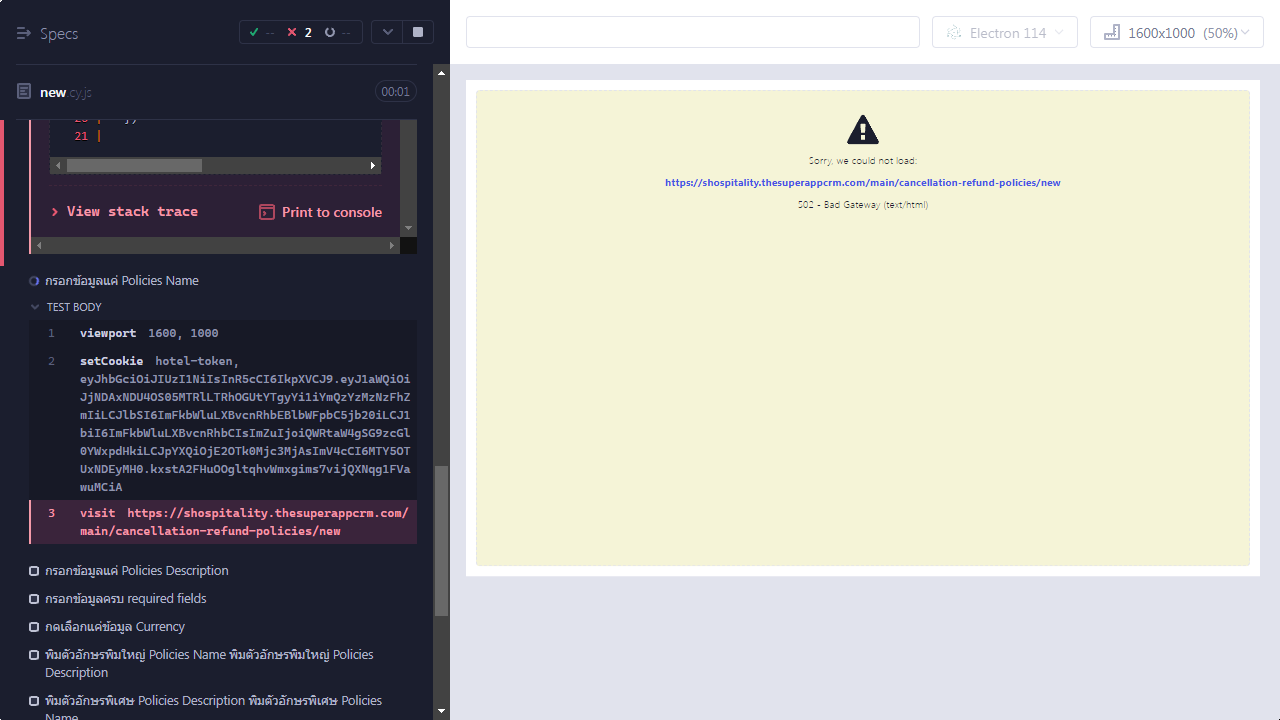 Specs
-- 2 --
new.cy.js 00:01
21 |
View stack trace Print to console
กรอกข้อมูลแค่ Policies Name
TEST BODY
1 viewport 1600, 1000
2 setCookie hotel-token,
eyJhbGciOiJIUzI1NiIsInR5cCI6IkpXVCJ9.eyJ1aWQiOi
JjNDAxNDU4OS05MTRlLTRhOGUtYTgyYi1iYmQzYzMzNzFhZ
mIiLCJlbSI6ImFkbWluLXBvcnRhbEBlbWFpbC5jb20iLCJ1
biI6ImFkbWluLXBvcnRhbCIsImZuIjoiQWRtaW4gSG9zcGl
0YWxpdHkiLCJpYXQiOjE2OTk0Mjc3MjAsImV4cCI6MTY5OT
UxNDEyMH0.kxstA2FHuOOgltqhvWmxgims7vijQXNqg1FVa
wuMCiA
3 visit https://shospitality.thesuperappcrm.com/
main/cancellation-refund-policies/new
กรอกข้อมูลแค่ Policies Description
กรอกข้อมูลครบ required fields
กดเลือกแค่ข้อมูล Currency
พิมตัวอักษรพิมใหญ่ Policies Name พิมตัวอักษรพิมใหญ่ Policies
Description
พิมตัวอักษรพิเศษ Policies Description พิมตัวอักษรพิเศษ Policies
Name
Electron 114
1600x1000 (50%)
Sorry, we could not load:
https://shospitality.thesuperappcrm.com/main/cancellation-refund-policies/new
502 - Bad Gateway (text/html)